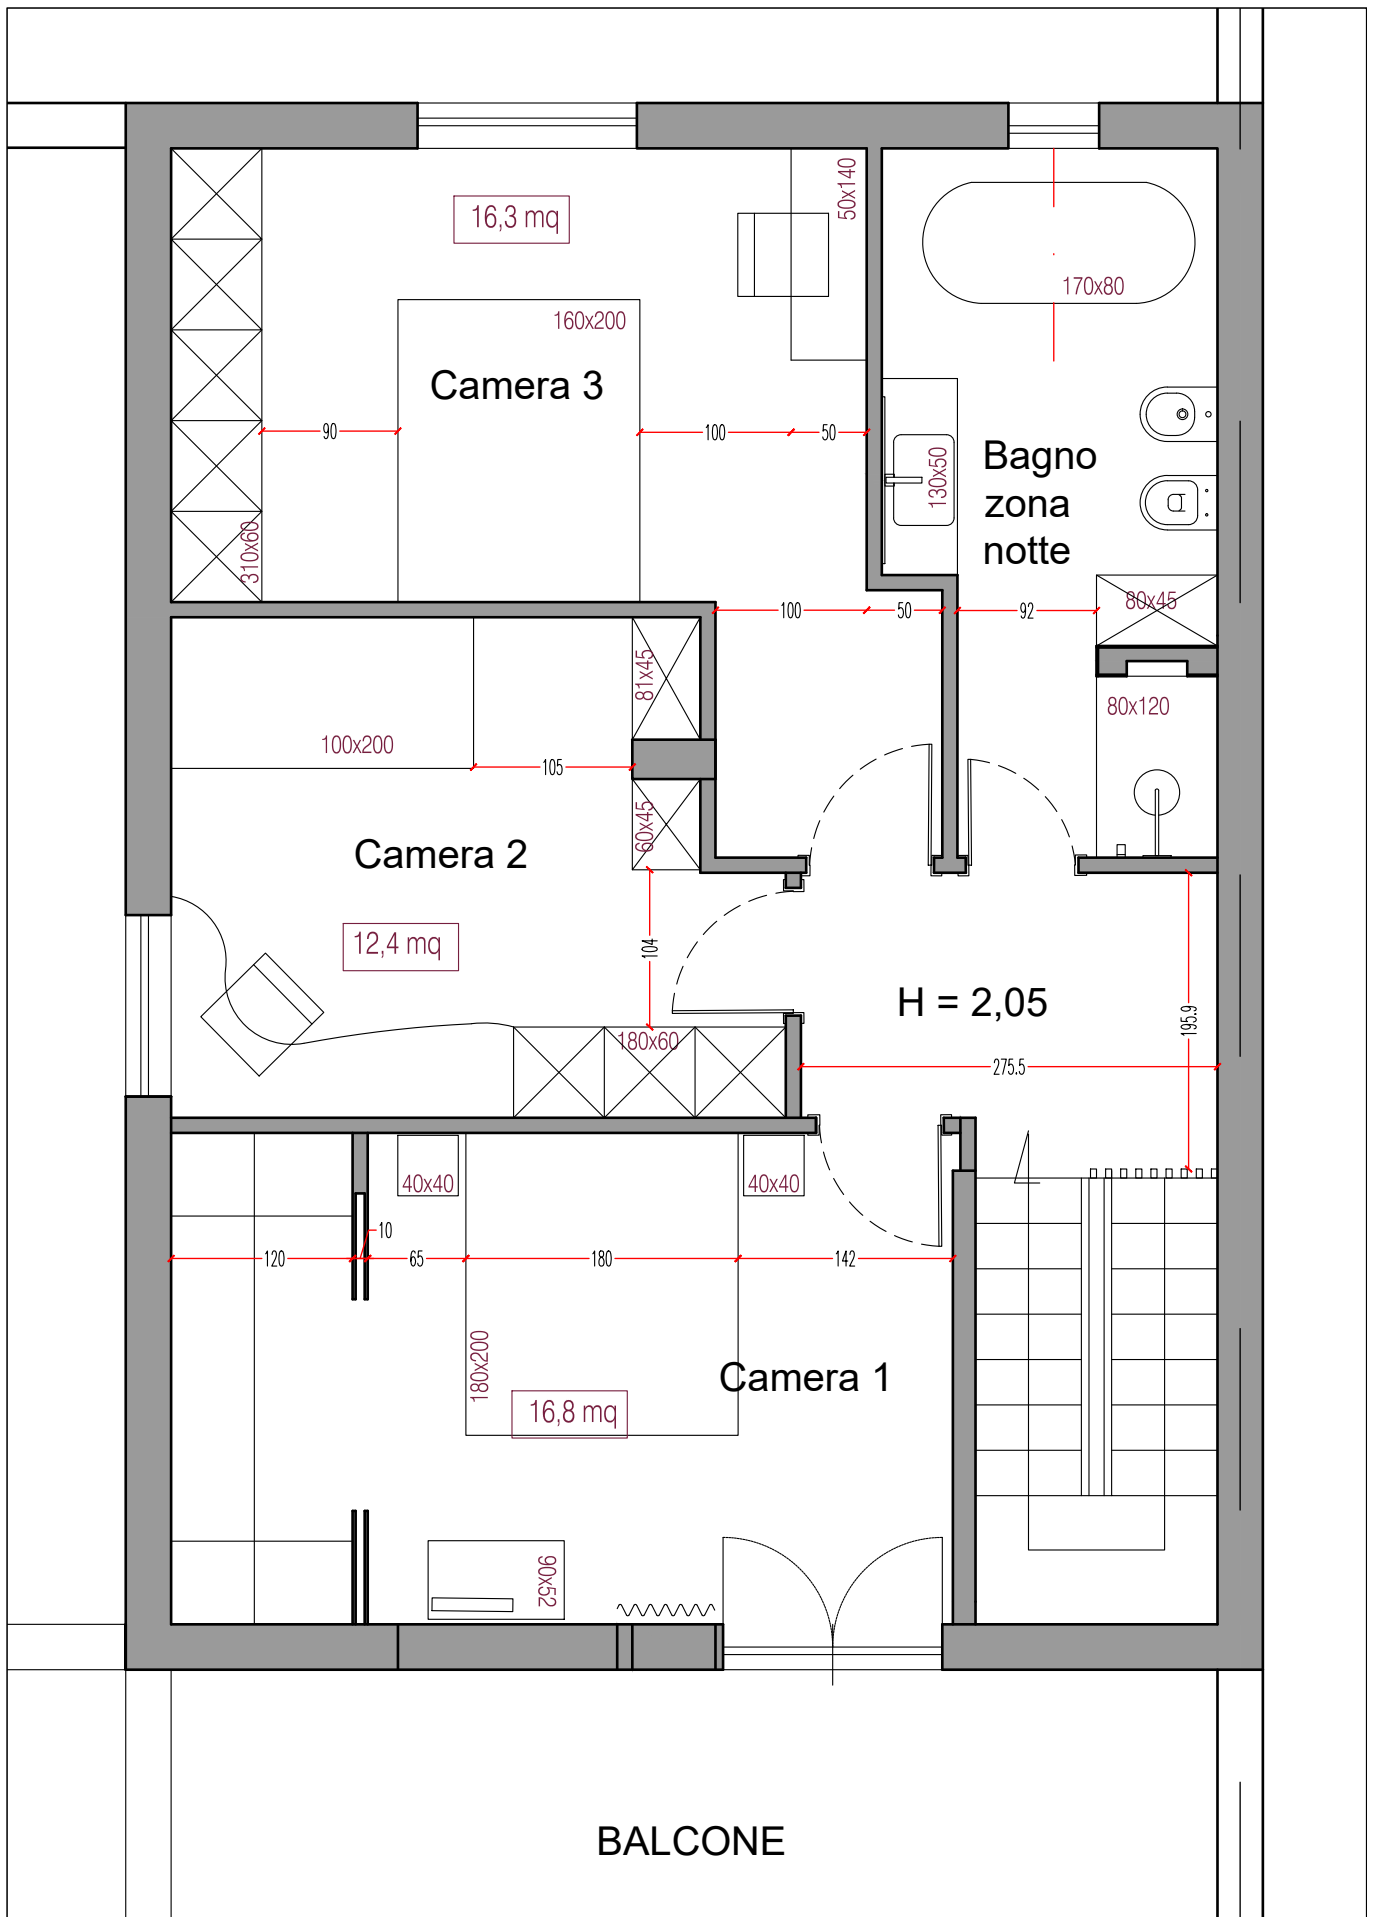 16,3 mq
50x140
170x80
160x200
Camera 3
90
100
50
130x50
Bagno
zona
notte
310x60
100
50
92
80x45
81x45
80x120
100x200
105
60x45
Camera 2
12,4 mq
104
H = 2,05
195.9
180x60
275.5
40x40
40x40
10
120
65
180
142
180x200
Camera 1
16,8 mq
90x52
BALCONE